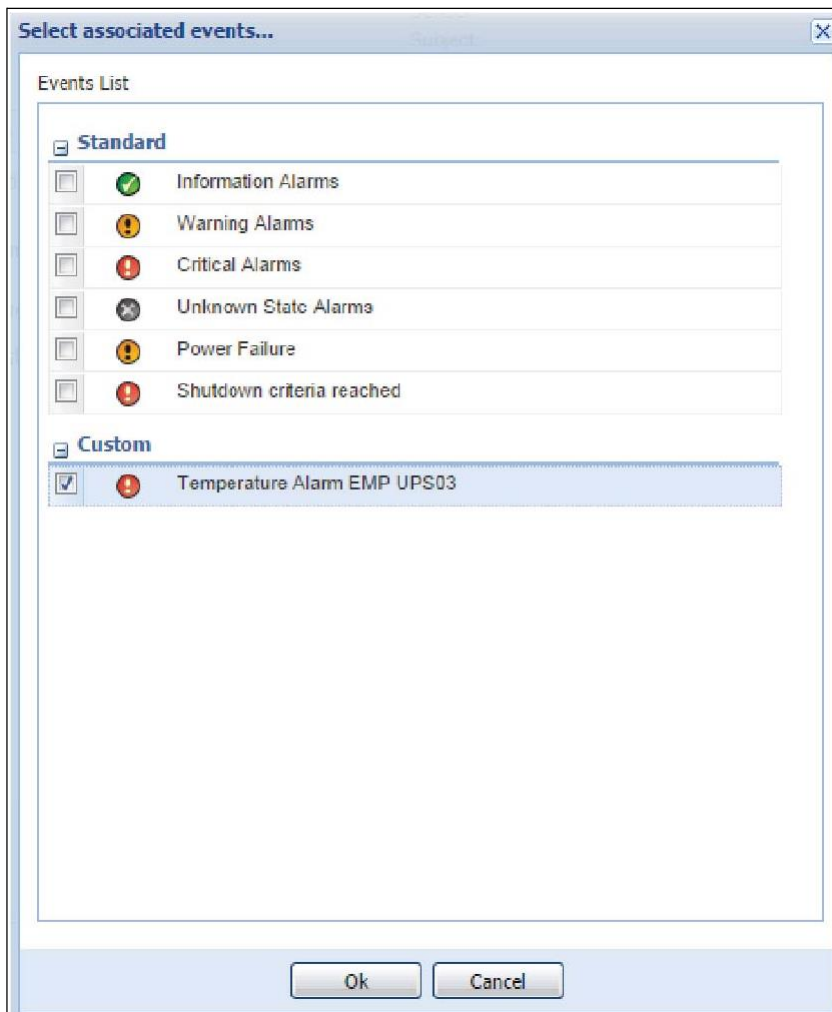 Select associated events...
Subject
Events List
Standard
Information Alarms
Warning Alarms
Critical Alarms
Unknown State Alarms
Power Failure
Shutdown criteria reached
Custom
Temperature Alarm EMP UPS03
Ok
Cancel